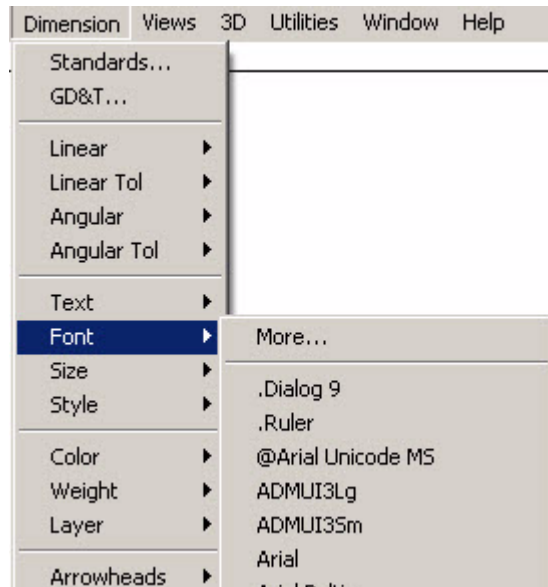 Dimension Views 3D Utilities Window Help
Standards...
GD&T...
Linear
Linear Tol
Angular
Angular Tol
Text
Font
Size
Style
Color
Weight
Layer
Arrowheads
More...
.Dialog 9
.Ruler
@Arial Unicode MS
ADMUI3Lg
ADMUI3Sm
Arial